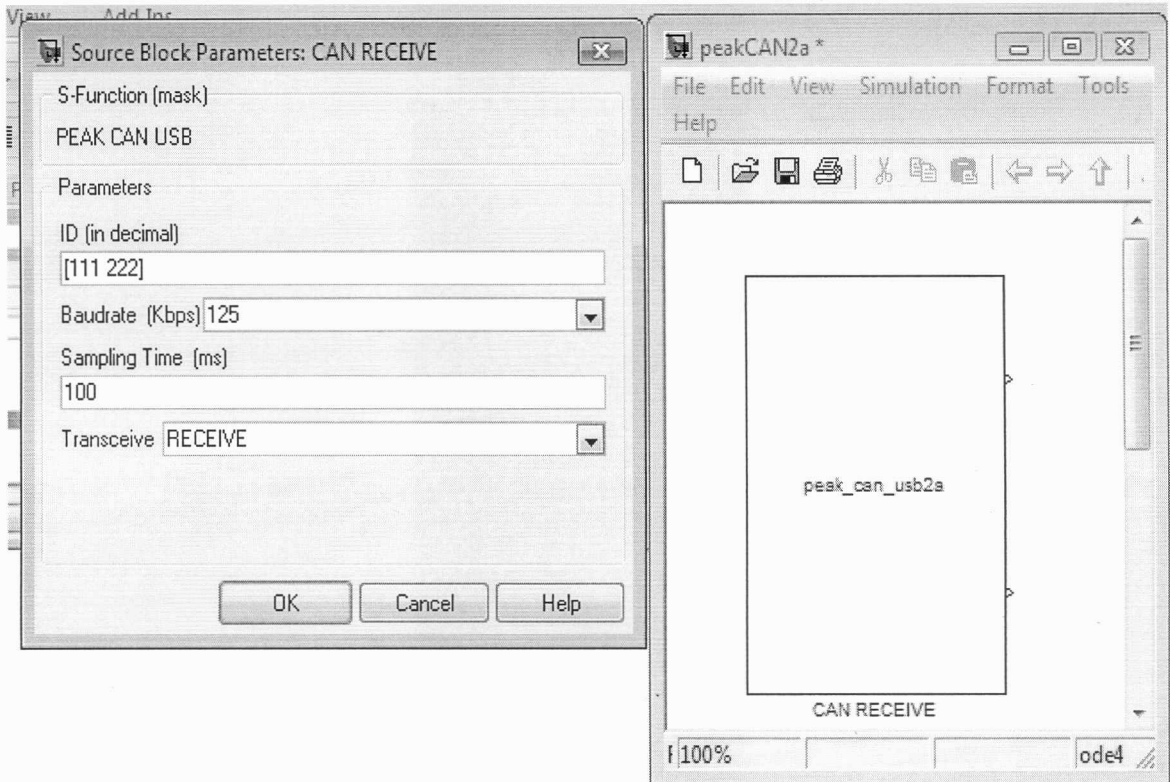 View Add Ins
Source Block Parameters: CAN RECEIVE
S-Function (mask)
PEAK CAN USB
Parameters
ID (in decimal)
[111 222]
Baudrate (Kbps) 125
Sampling Time (ms)
100
Transceive RECEIVE
OK Cancel Help
peakCAN2a *
File Edit View Simulation Format Tools
Help
peak_can_usb2a
CAN RECEIVE
100% ode4